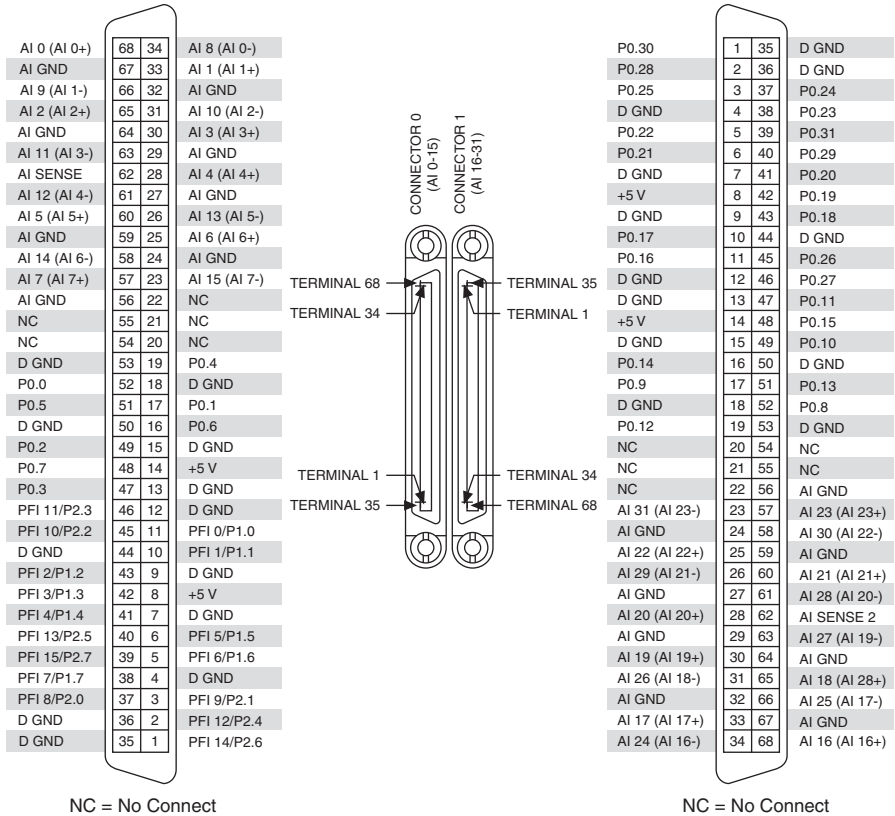 AI 0 (AI 0+) 68 34 AI 8 (AI 0-)
AI GND 67 33 AI 1 (AI 1+)
AI 9 (AI 1-) 66 32 AI GND
AI 2 (AI 2+) 65 31 AI 10 (AI 2-)
AI GND 64 30 AI 3 (AI 3+)
AI 11 (AI 3-) 63 29 AI GND
AI SENSE 62 28 AI 4 (AI 4+)
AI 12 (AI 4-) 61 27 AI GND
AI 5 (AI 5+) 60 26 AI 13 (AI 5-)
AI GND 59 25 AI 6 (AI 6+)
AI 14 (AI 6-) 58 24 AI GND
AI 7 (AI 7+) 57 23 AI 15 (AI 7-)
AI GND 56 22 NC
NC 55 21 NC
NC 54 20 NC
D GND 53 19 P0.4
P0.0 52 18 D GND
P0.5 51 17 P0.1
D GND 50 16 P0.6
P0.2 49 15 D GND
P0.7 48 14 +5 V
P0.3 47 13 D GND
PFI 11/P2.3 46 12 D GND
PFI 10/P2.2 45 11 PFI 0/P1.0
D GND 44 10 PFI 1/P1.1
PFI 2/P1.2 43 9 D GND
PFI 3/P1.3 42 8 +5 V
PFI 4/P1.4 41 7 D GND
PFI 13/P2.5 40 6 PFI 5/P1.5
PFI 15/P2.7 39 5 PFI 6/P1.6
PFI 7/P1.7 38 4 D GND
PFI 8/P2.0 37 3 PFI 9/P2.1
D GND 36 2 PFI 12/P2.4
D GND 35 1 PFI 14/P2.6
NC = No Connect
CONNECTOR 0
(AI 0-15)
CONNECTOR 1
(AI 16-31)
TERMINAL 68
TERMINAL 34
TERMINAL 35
TERMINAL 1
TERMINAL 1
TERMINAL 35
TERMINAL 34
TERMINAL 68
P0.30 1 35 D GND
P0.28 2 36 D GND
P0.25 3 37 P0.24
D GND 4 38 P0.23
P0.22 5 39 P0.31
P0.21 6 40 P0.29
D GND 7 41 P0.20
+5 V 8 42 P0.19
D GND 9 43 P0.18
P0.17 10 44 D GND
P0.16 11 45 P0.26
D GND 12 46 P0.27
D GND 13 47 P0.11
+5 V 14 48 P0.15
D GND 15 49 P0.10
P0.14 16 50 D GND
P0.9 17 51 P0.13
D GND 18 52 P0.8
P0.12 19 53 D GND
NC 20 54 NC
NC 21 55 NC
NC 22 56 AI GND
AI 31 (AI 23-) 23 57 AI 23 (AI 23+)
AI GND 24 58 AI 30 (AI 22-)
AI 22 (AI 22+) 25 59 AI GND
AI 29 (AI 21-) 26 60 AI 21 (AI 21+)
AI GND 27 61 AI 28 (AI 20-)
AI 20 (AI 20+) 28 62 AI SENSE 2
AI GND 29 63 AI 27 (AI 19-)
AI 19 (AI 19+) 30 64 AI GND
AI 26 (AI 18-) 31 65 AI 18 (AI 28+)
AI GND 32 66 AI 25 (AI 17-)
AI 17 (AI 17+) 33 67 AI GND
AI 24 (AI 16-) 34 68 AI 16 (AI 16+)
NC = No Connect